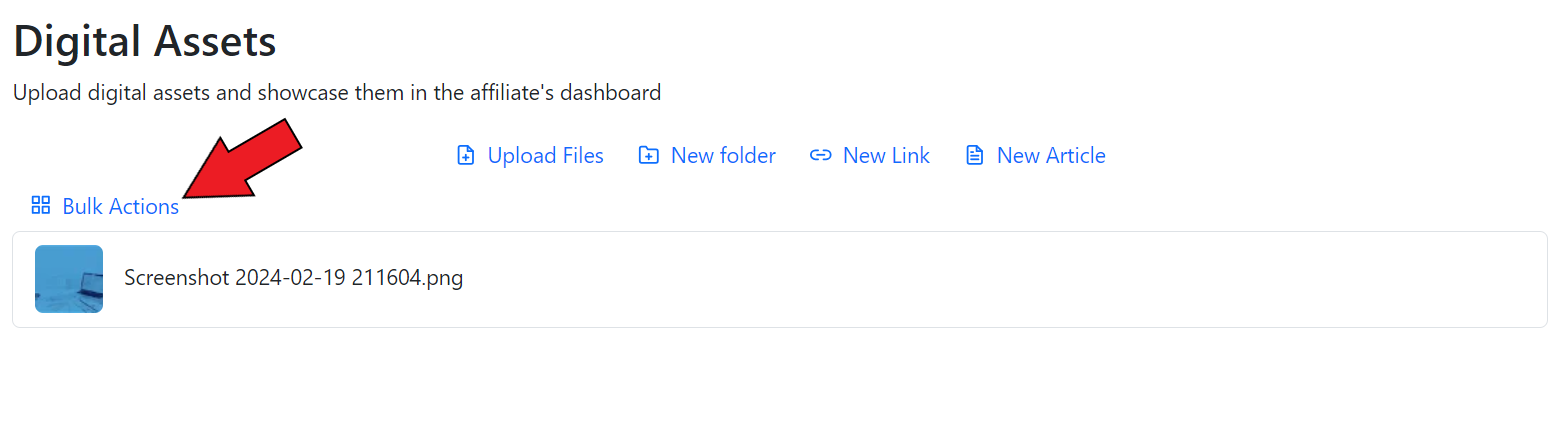 Digital Assets
Upload digital assets and showcase them in the affiliate's dashboard
Upload Files New folder New Link New Article
Bulk Actions
Screenshot 2024-02-19 211604.png